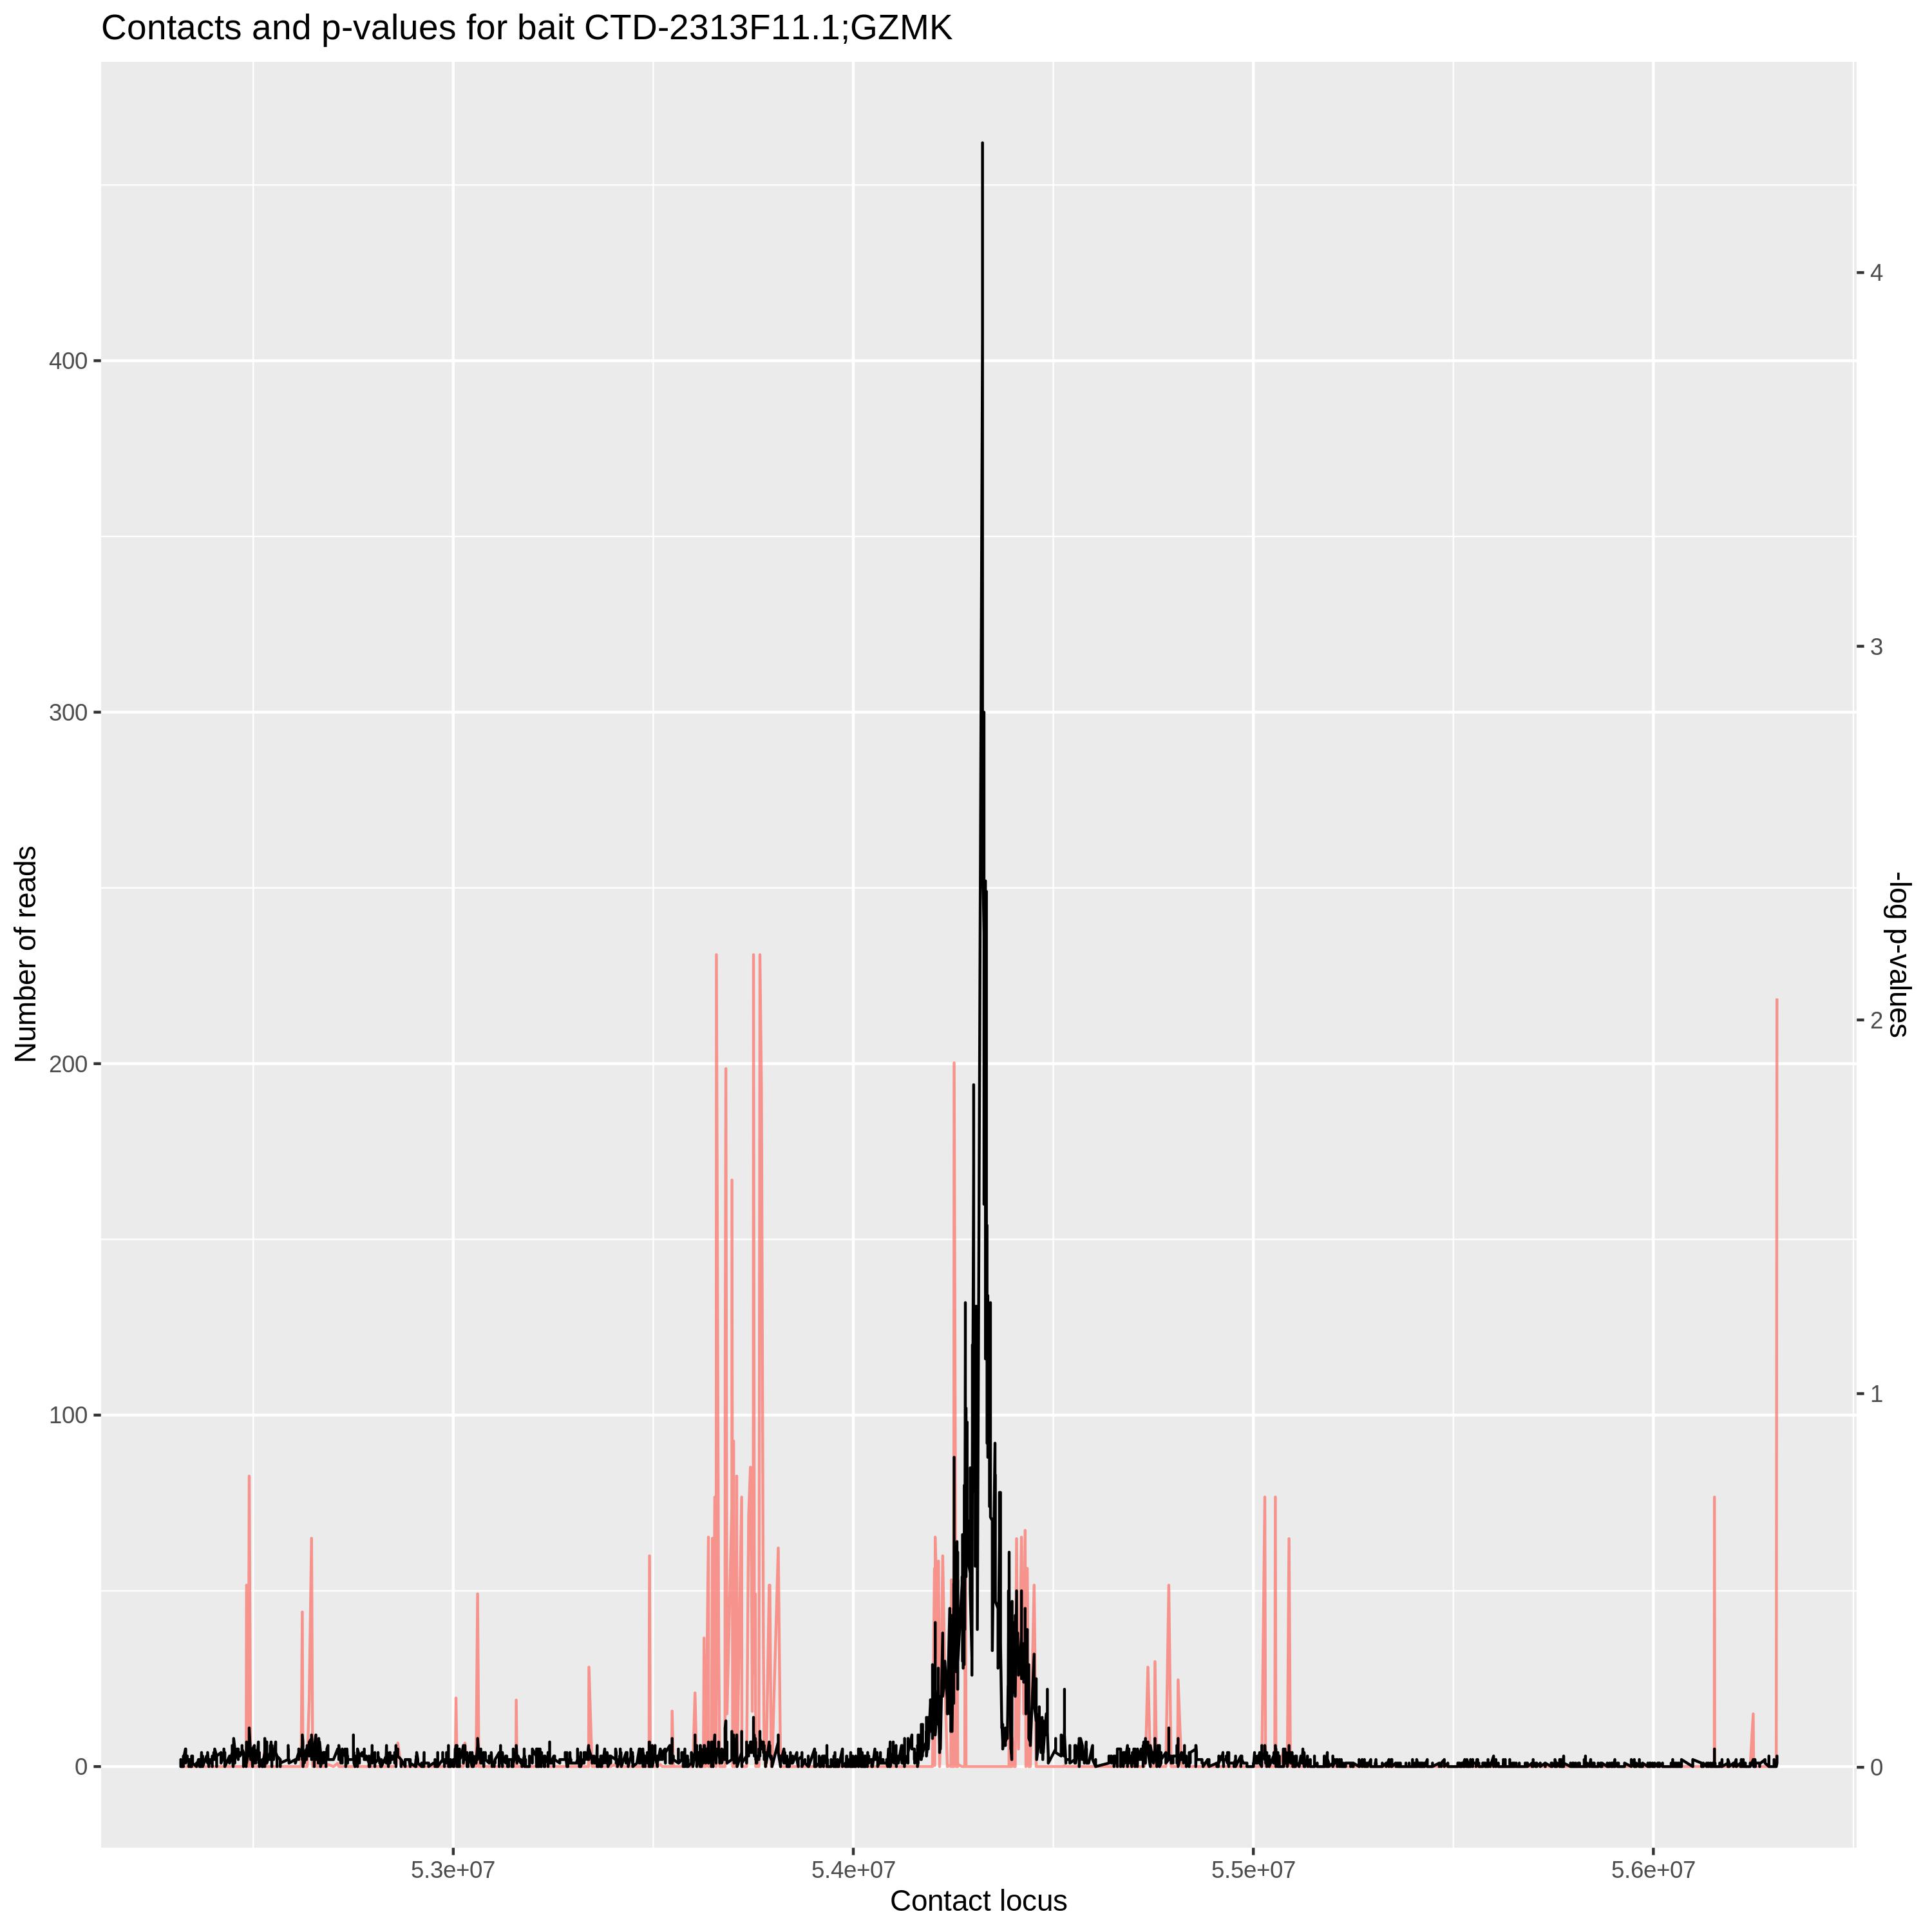 Contacts and p-values for bait CTD-2313F11.1;GZMK
Number of reads
400
300
200
100
0
4
3
2
1
0
-log p-values
5.3e+07 5.4e+07 5.5e+07 5.6e+07
Contact locus